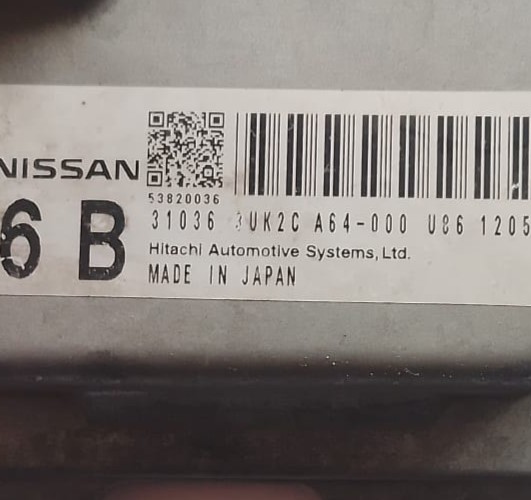 NISSAN
53820036
6 B
31036 3UK2C A64-000 U86 1205
Hitachi Automotive Systems, Ltd.
MADE IN JAPAN